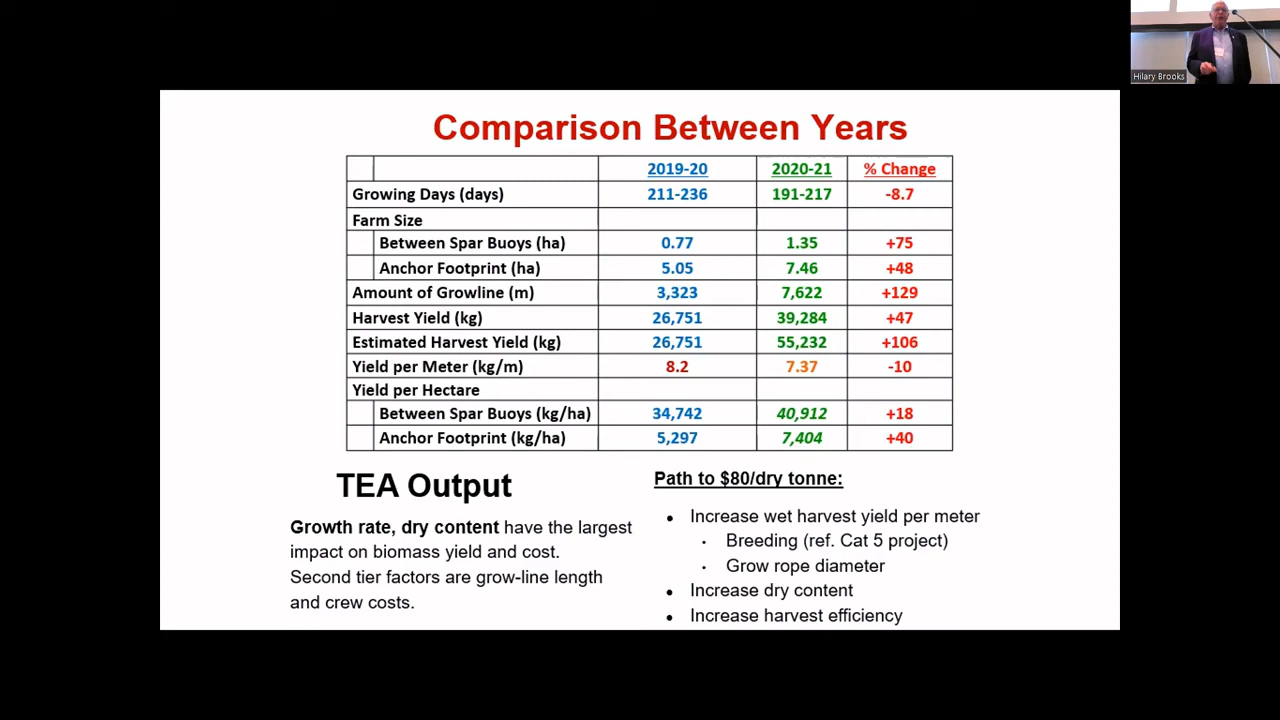 Hilary Brooks
Comparison Between Years
2019-20 2020-21 % Change
Growing Days (days) 211-236 191-217 -8.7
Farm Size
Between Spar Buoys (ha) 0.77 1.35 +75
Anchor Footprint (ha) 5.05 7.46 +48
Amount of Growline (m) 3,323 7,622 +129
Harvest Yield (kg) 26,751 39,284 +47
Estimated Harvest Yield (kg) 26,751 55,232 +106
Yield per Meter (kg/m) 8.2 7.37 -10
Yield per Hectare
Between Spar Buoys (kg/ha) 34,742 40,912 +18
Anchor Footprint (kg/ha) 5,297 7,404 +40
TEA Output
Growth rate, dry content have the largest
impact on biomass yield and cost.
Second tier factors are grow-line length
and crew costs.
Path to $80/dry tonne:
• Increase wet harvest yield per meter
• Breeding (ref. Cat 5 project)
• Grow rope diameter
• Increase dry content
• Increase harvest efficiency